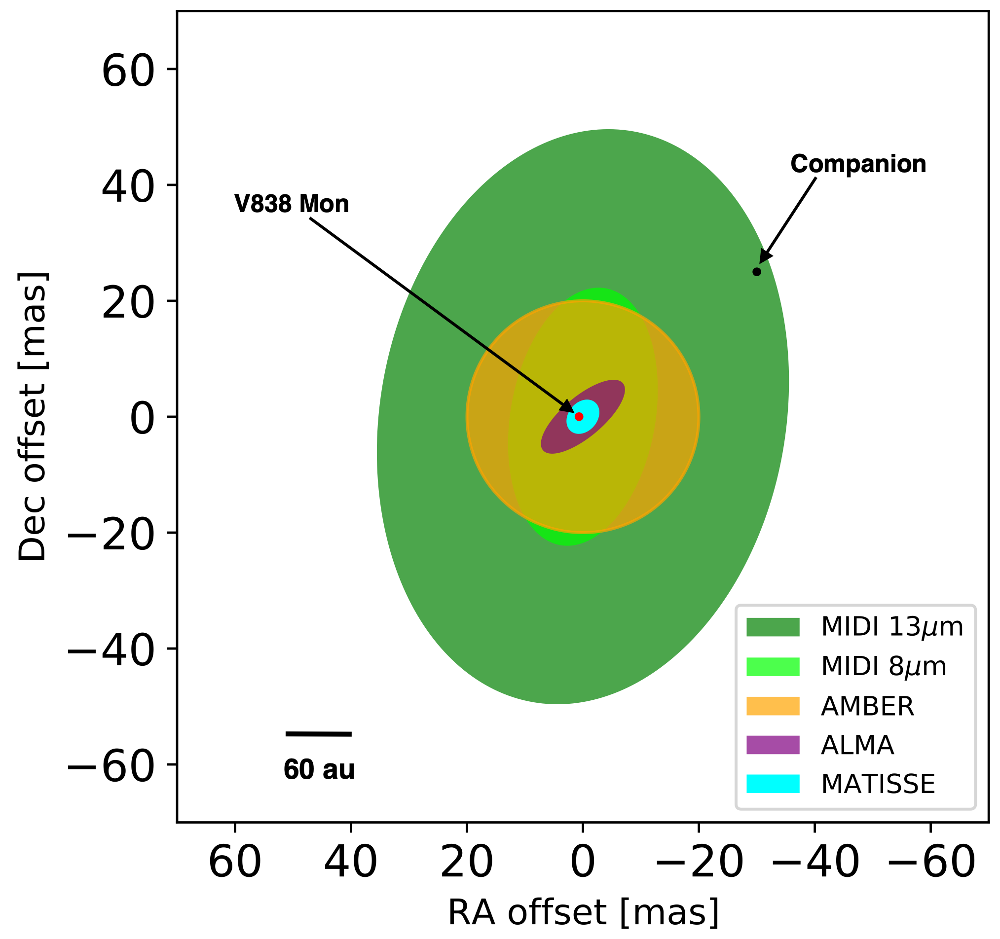 60
40
20
0
−20
−40
−60
Dec offset [mas]
Companion
V838 Mon
60 au
MIDI 13μm
MIDI 8μm
AMBER
ALMA
MATISSE
60 40 20 0 −20 −40 −60
RA offset [mas]